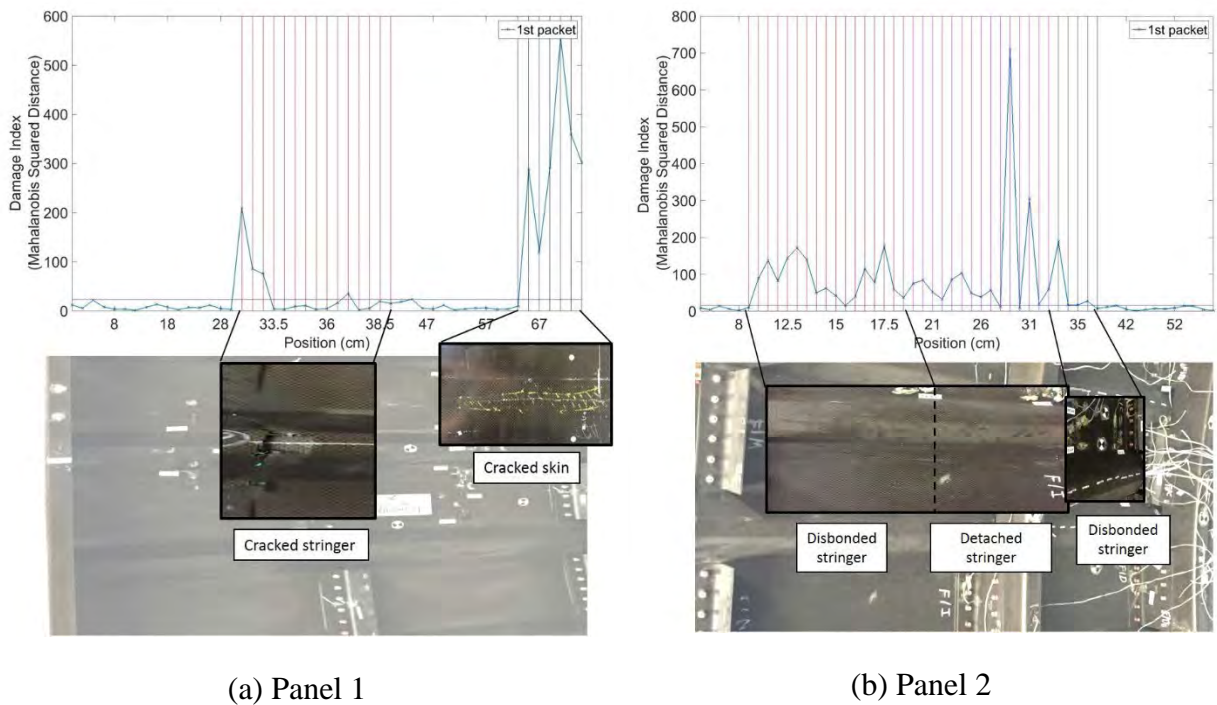 600
500
400
300
200
100
0
Damage Index
(Mahalanobis Squared Distance)
1st packet
8 18 28 33.5 36 38.5 47 57 67
Position (cm)
Cracked stringer
Cracked skin
(a) Panel 1
800
700
600
500
400
300
200
100
0
Damage Index
(Mahalanobis Squared Distance)
1st packet
8 12.5 15 17.5 21 26 31 35 42 52
Position (cm)
F/M
F/I
Disbonded
stringer
Detached
stringer
Disbonded
stringer
F/I
(b) Panel 2